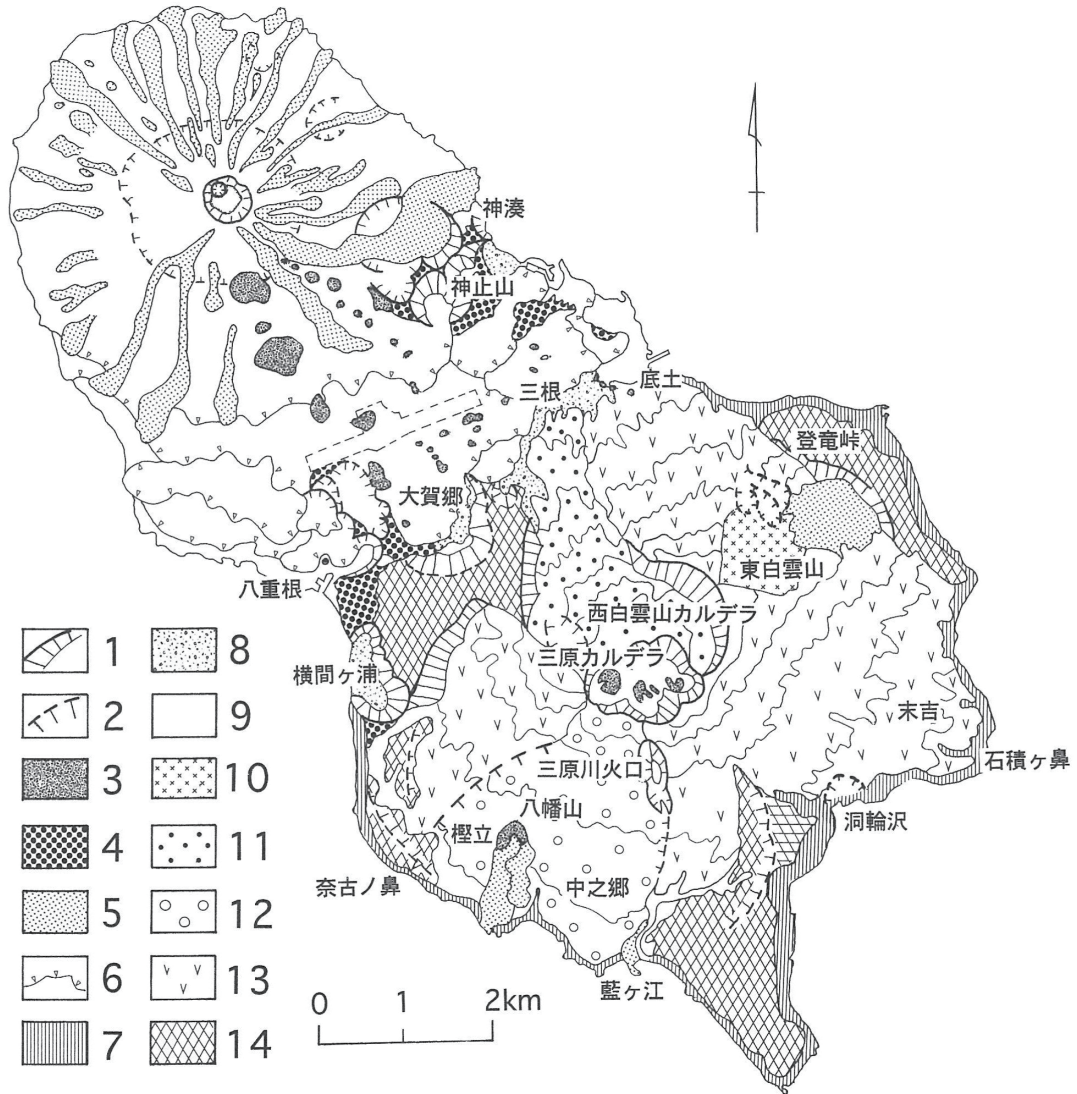 神湊
神止山
三根
底土
登竜峠
大賀郷
東白雲山
八重根
西白雲山カルデラ
三原カルデラ
横間ヶ浦
末吉
石積ヶ鼻
三原川火口
洞輪沢
八幡山
樫立
奈古ノ鼻
中之郷
藍ヶ江
1
8
2
9
3
10
4
11
5
12
6
13
7
14
0 1 2km